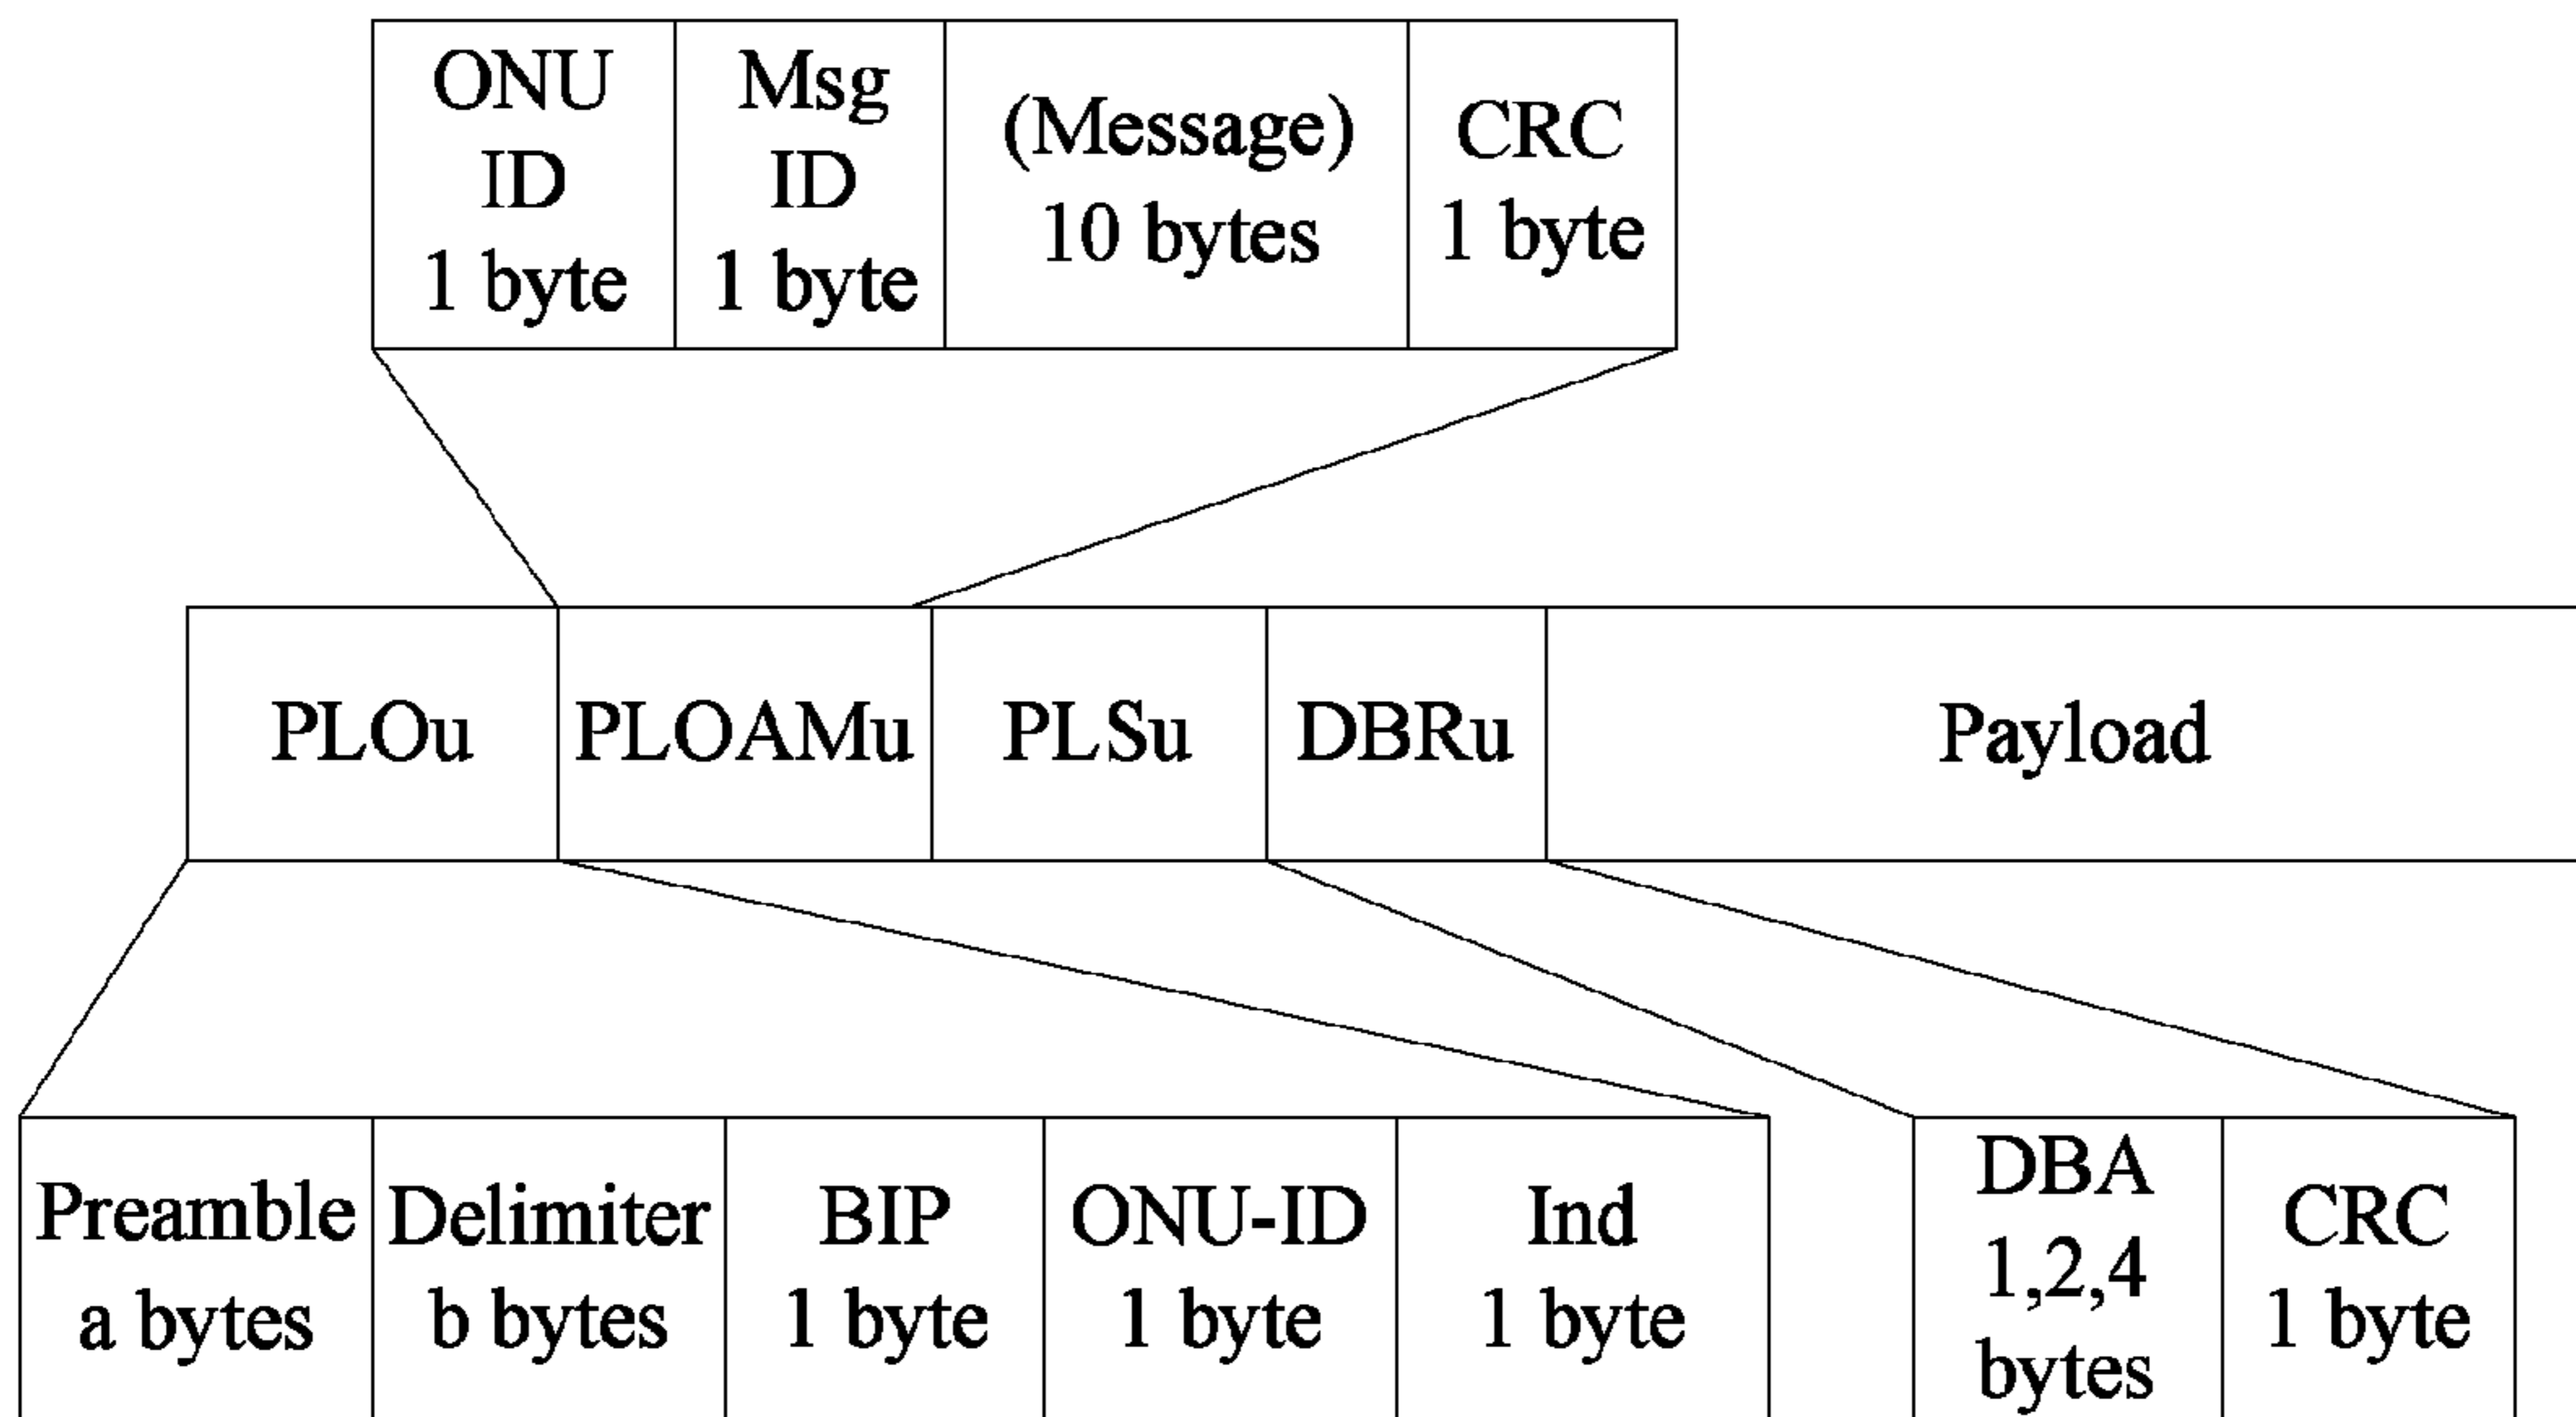 ONU
ID
1 byte
Msg
ID
1 byte
(Message)
10 bytes
CRC
1 byte
PLOu
PLOAMu
PLSu
DBRu
Payload
Preamble
a bytes
Delimiter
b bytes
BIP
1 byte
ONU-ID
1 byte
Ind
1 byte
DBA
1,2,4
bytes
CRC
1 byte